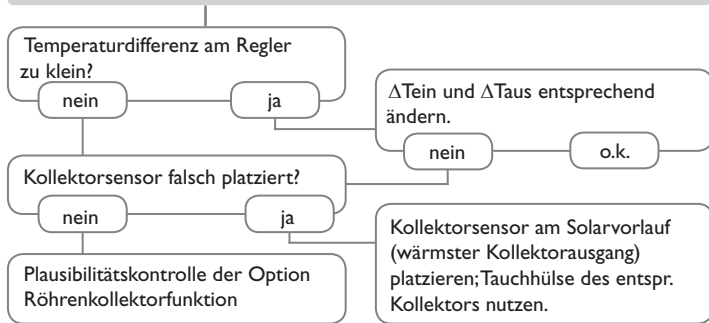 Temperaturdifferenz am Regler
zu klein?
nein
ja
ΔTein und ΔTaus entsprechend
ändern.
nein
o.k.
Kollektorsensor falsch platziert?
nein
ja
Kollektorsensor am Solarvorlauf
(wärmster Kollektorausgang)
platzieren; Tauchhülse des entspr.
Kollektors nutzen.
Plausibilitätskontrolle der Option
Röhrenkollektorfunktion